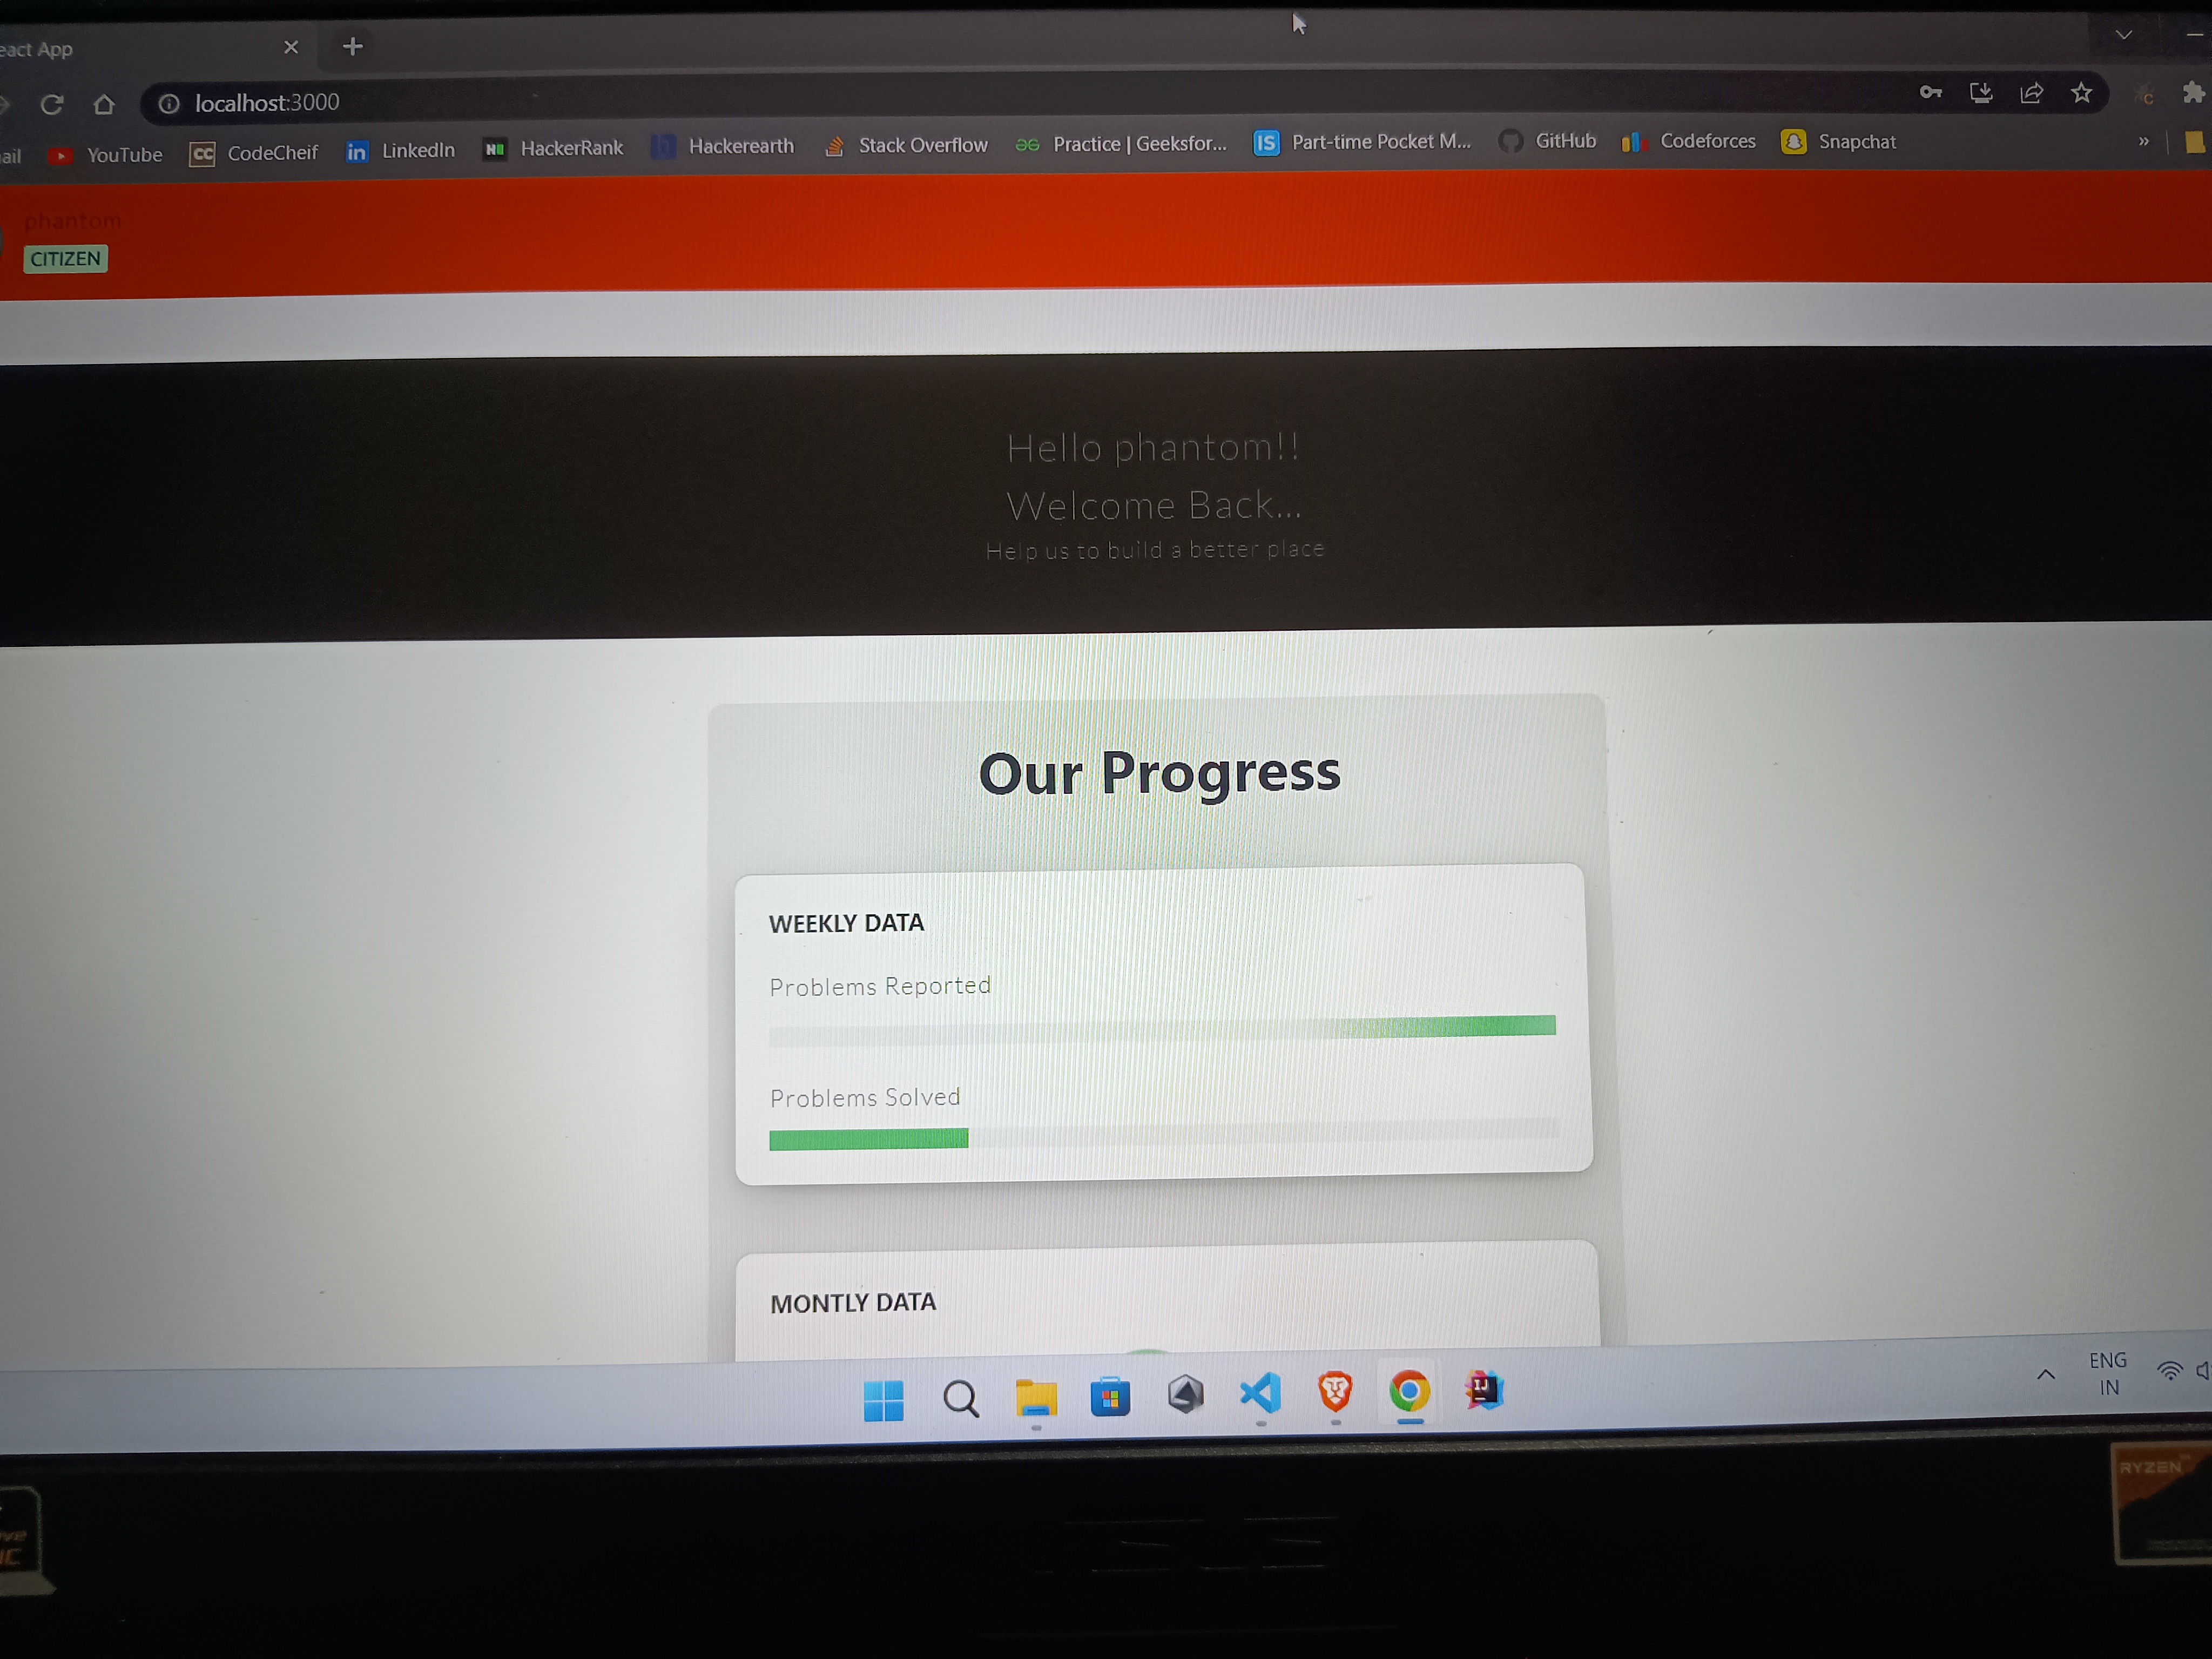 eact App
localhost:3000
ail YouTube CodeCheif LinkedIn HackerRank Hackerearth Stack Overflow Practice | Geeksfor... Part-time Pocket M... GitHub Codeforces Snapchat »
phantom
CITIZEN
Hello phantom!!
Welcome Back...
Help us to build a better place
Our Progress
WEEKLY DATA
Problems Reported
Problems Solved
MONTLY DATA
ENG
IN
RYZEN